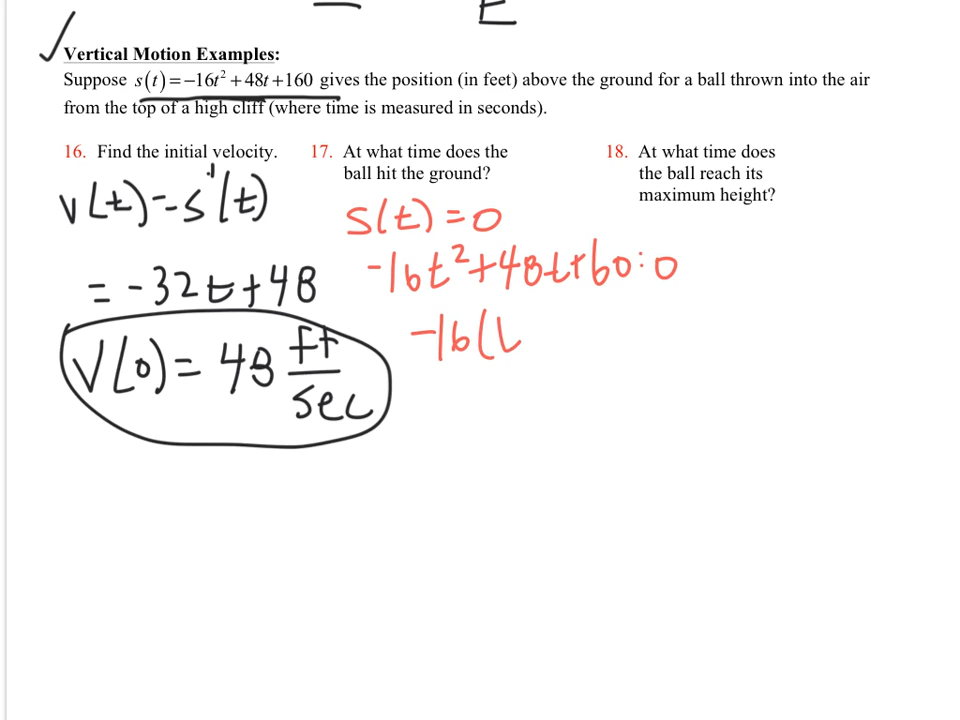 E
Vertical Motion Examples:
Suppose s(t)=−16t²+48t+160 gives the position (in feet) above the ground for a ball thrown into the air
from the top of a high cliff (where time is measured in seconds).
16. Find the initial velocity.
v(t)=s'(t)
= -32t+48
V(0)= 48 ft/sec
17. At what time does the
ball hit the ground?
s(t)=0
-16t²+48t+60=0
-16(
18. At what time does
the ball reach its
maximum height?